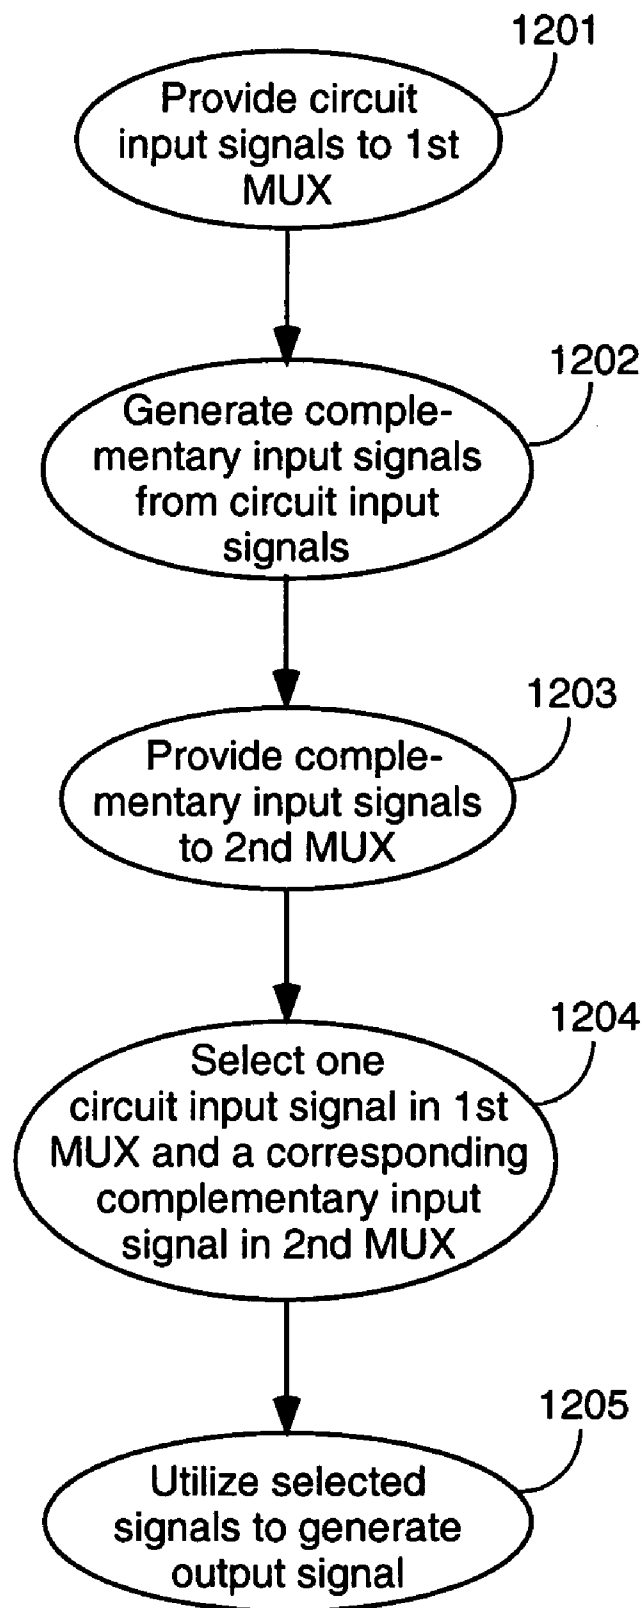 1201
Provide circuit
input signals to 1st
MUX
1202
Generate comple-
mentary input signals
from circuit input
signals
1203
Provide comple-
mentary input signals
to 2nd MUX
1204
Select one
circuit input signal in 1st
MUX and a corresponding
complementary input
signal in 2nd MUX
1205
Utilize selected
signals to generate
output signal